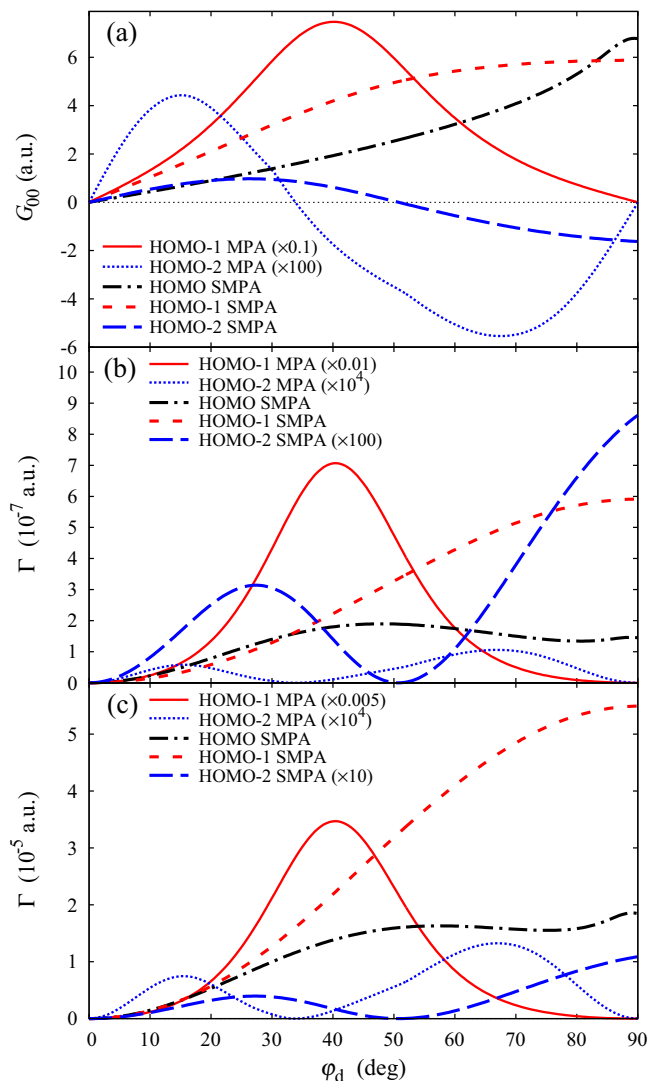 (a)
G00 (a.u.)
6
4
2
0
-2
-4
-6
HOMO-1 MPA (×0.1)
HOMO-2 MPA (×100)
HOMO SMPA
HOMO-1 SMPA
HOMO-2 SMPA
(b)
Γ (10⁻⁷ a.u.)
10
9
8
7
6
5
4
3
2
1
0
HOMO-1 MPA (×0.01)
HOMO-2 MPA (×10⁴)
HOMO SMPA
HOMO-1 SMPA
HOMO-2 SMPA (×100)
(c)
Γ (10⁻⁵ a.u.)
5
4
3
2
1
0
HOMO-1 MPA (×0.005)
HOMO-2 MPA (×10⁴)
HOMO SMPA
HOMO-1 SMPA
HOMO-2 SMPA (×10)
0 10 20 30 40 50 60 70 80 90
φd (deg)